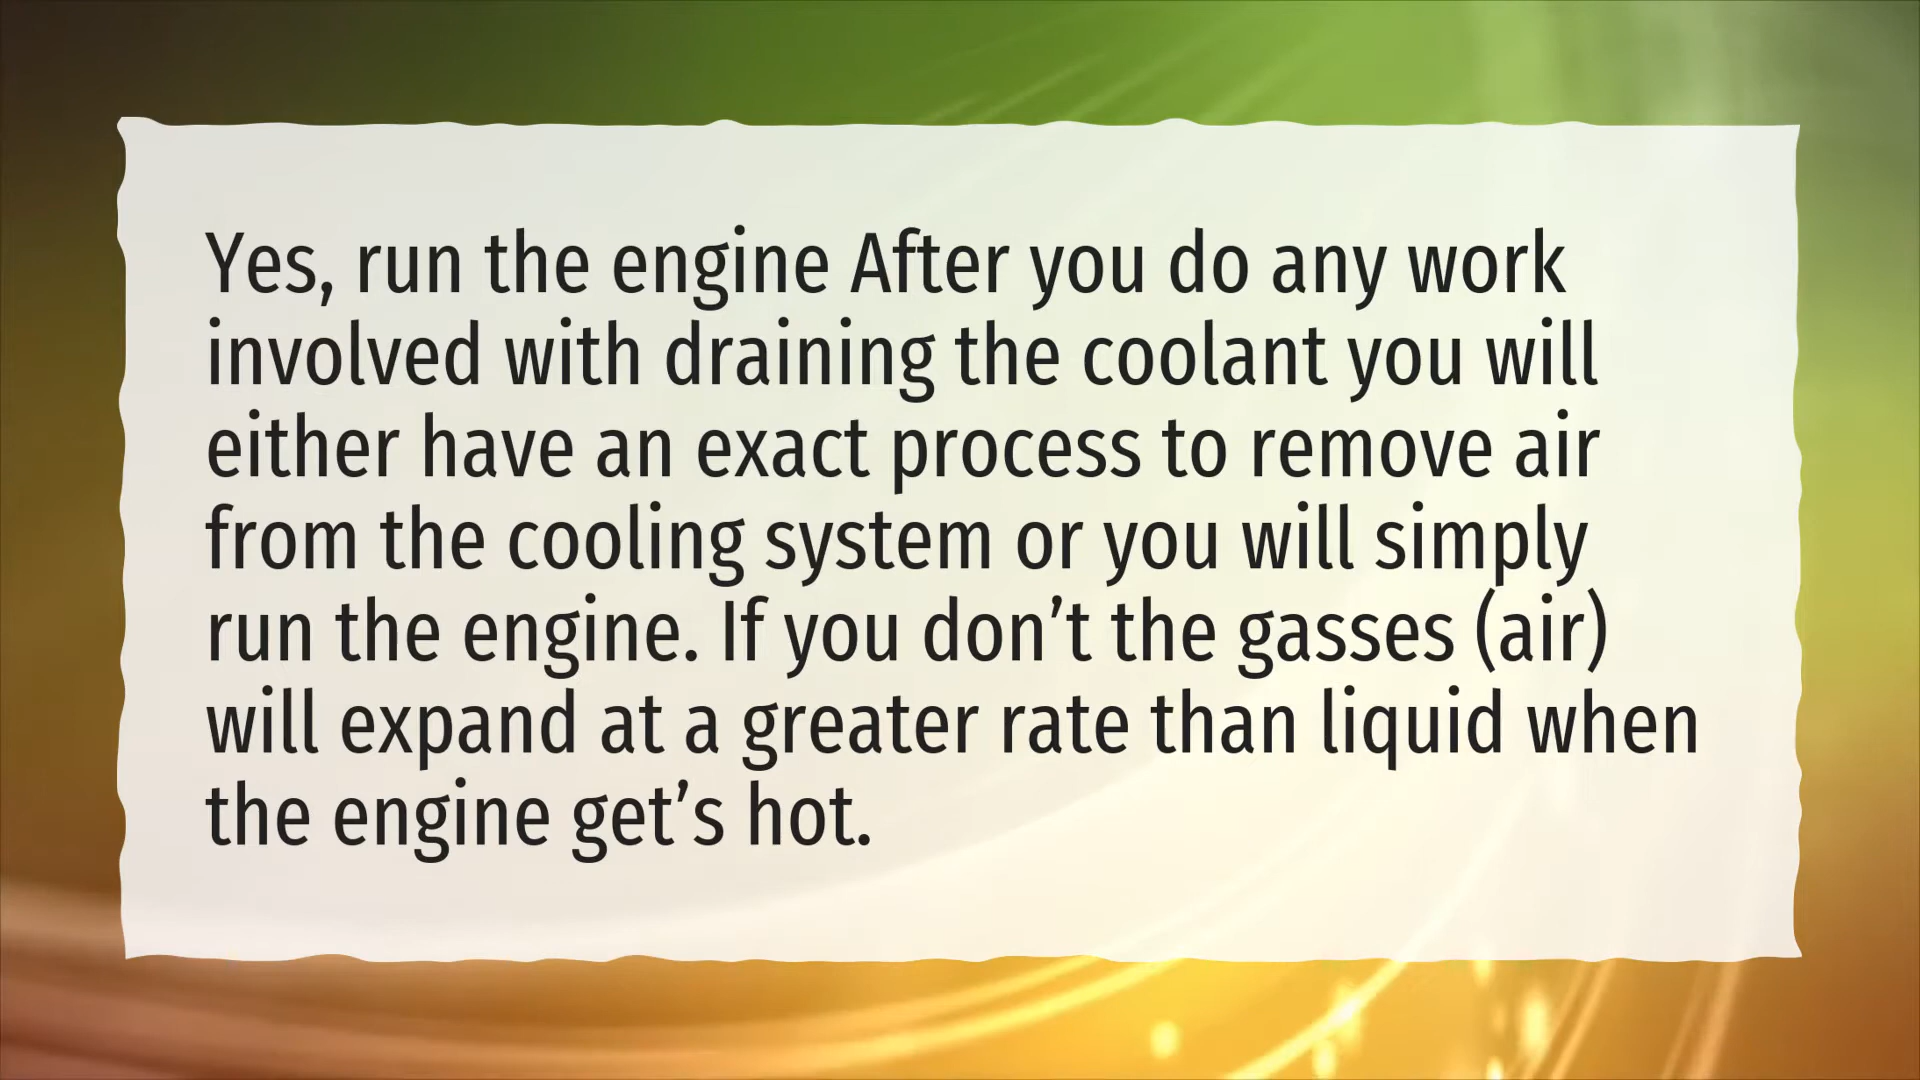 Yes, run the engine After you do any work
involved with draining the coolant you will
either have an exact process to remove air
from the cooling system or you will simply
run the engine. If you don’t the gasses (air)
will expand at a greater rate than liquid when
the engine get’s hot.